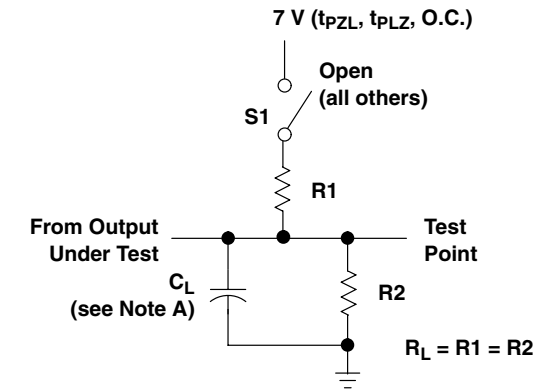 7 V (tPZL, tPLZ, O.C.)
Open
(all others)
S1
R1
From Output
Under Test
Test
Point
CL
(see Note A)
R2
RL = R1 = R2